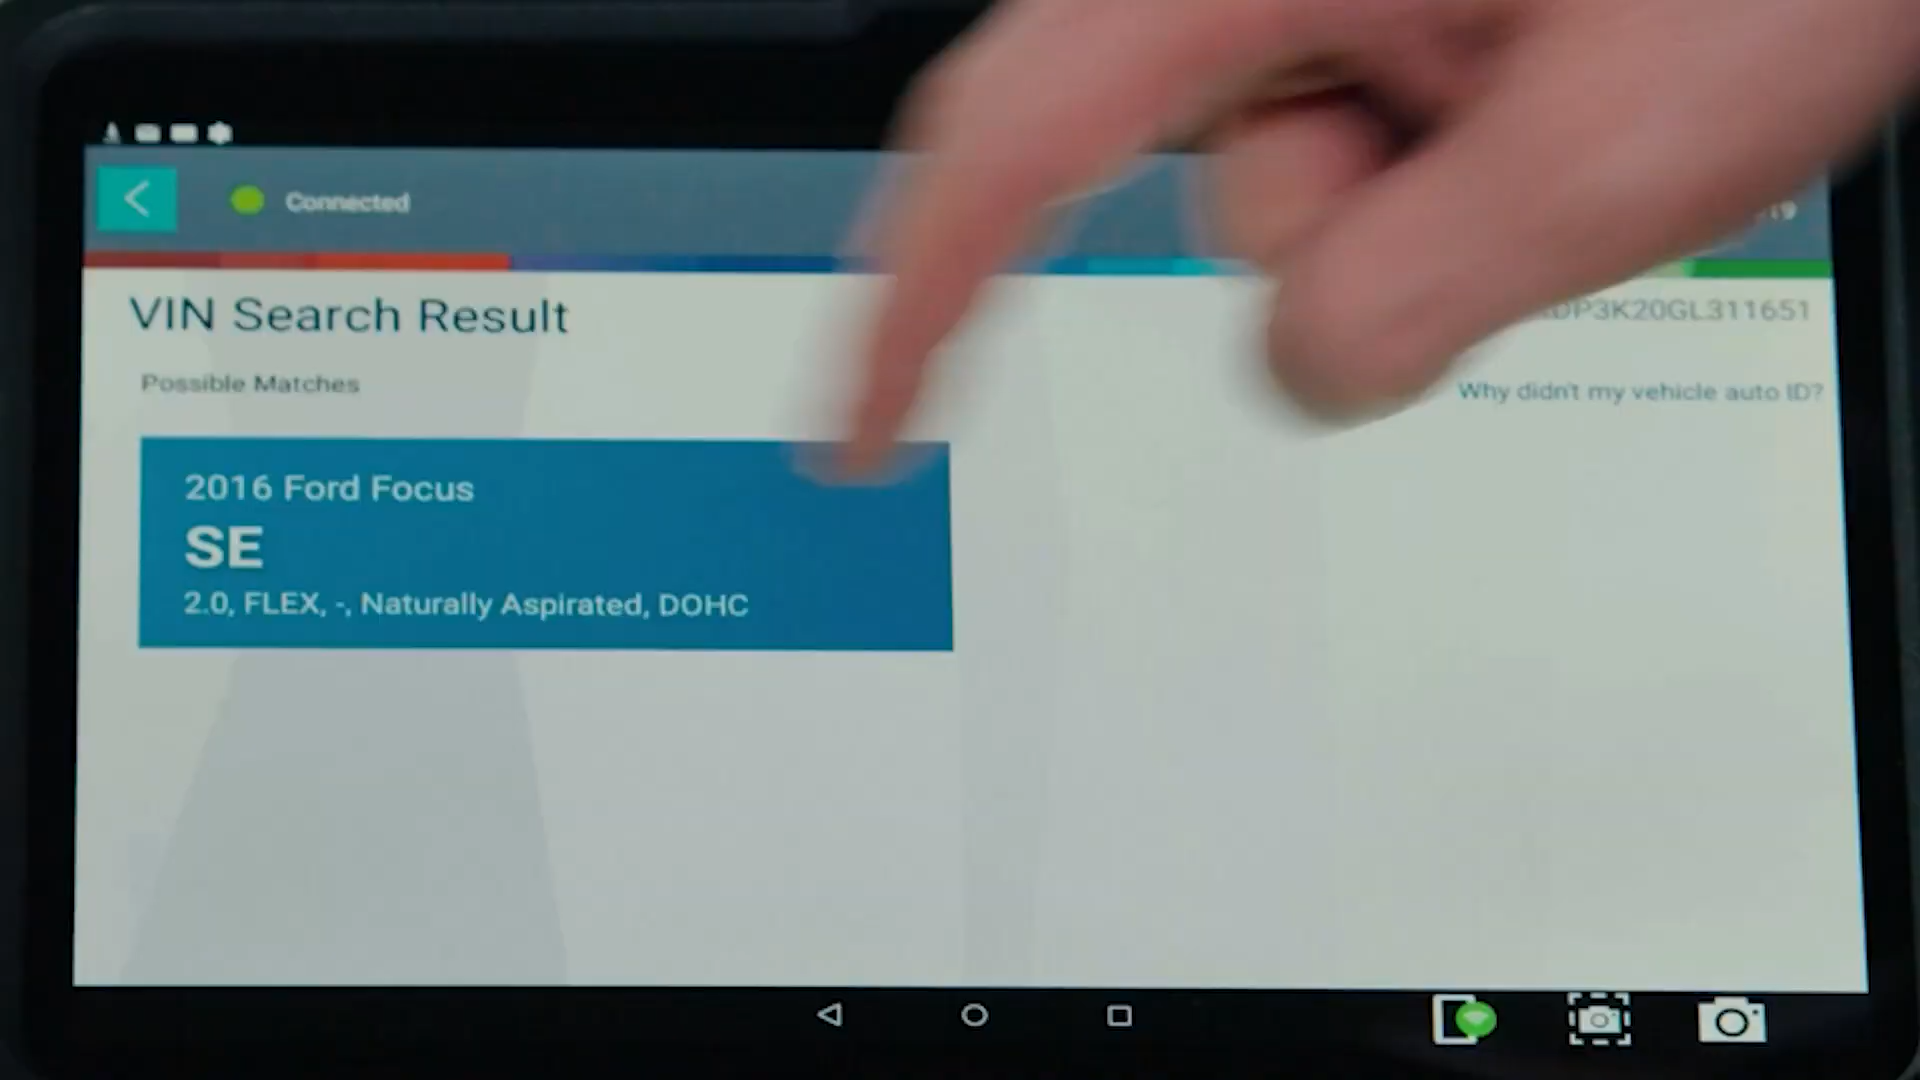 Connected
VIN Search Result
DP3K20GL311651
Possible Matches
Why didn't my vehicle auto ID?
2016 Ford Focus
SE
2.0, FLEX, -, Naturally Aspirated, DOHC